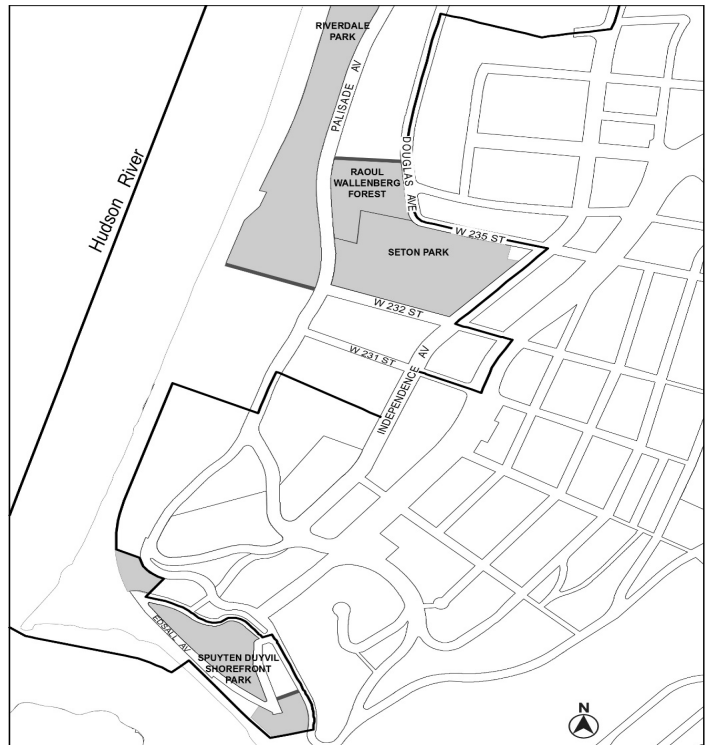 RIVERDALE
PARK
PALISADE AV
Hudson River
DOUGLAS AVE
RAOUL
WALLENBERG
FOREST
W 235 ST
SETON PARK
W 232 ST
W 231 ST
INDEPENDENCE AV
EDSALL AV
SPUYTEN DUYVIL
SHOREFRONT
PARK
N